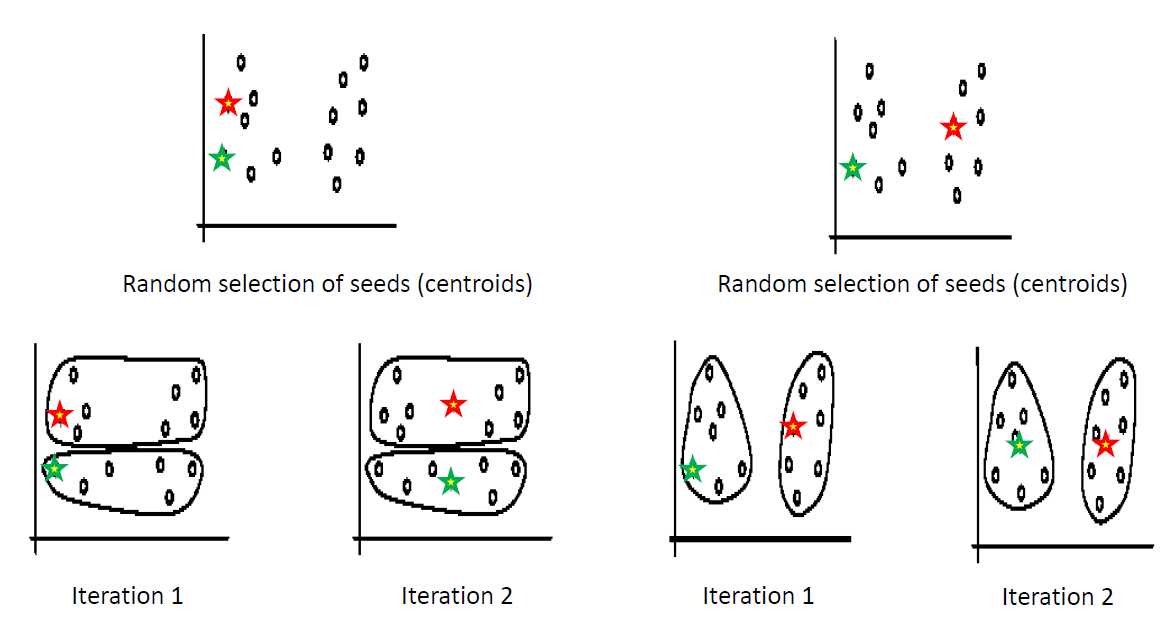 Random selection of seeds (centroids)
Random selection of seeds (centroids)
Iteration 1
Iteration 2
Iteration 1
Iteration 2